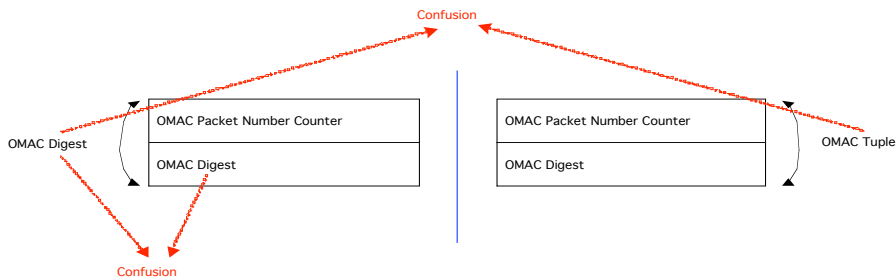 Confusion
OMAC Packet Number Counter
OMAC Digest
OMAC Digest
OMAC Packet Number Counter
OMAC Digest
OMAC Tuple
Confusion